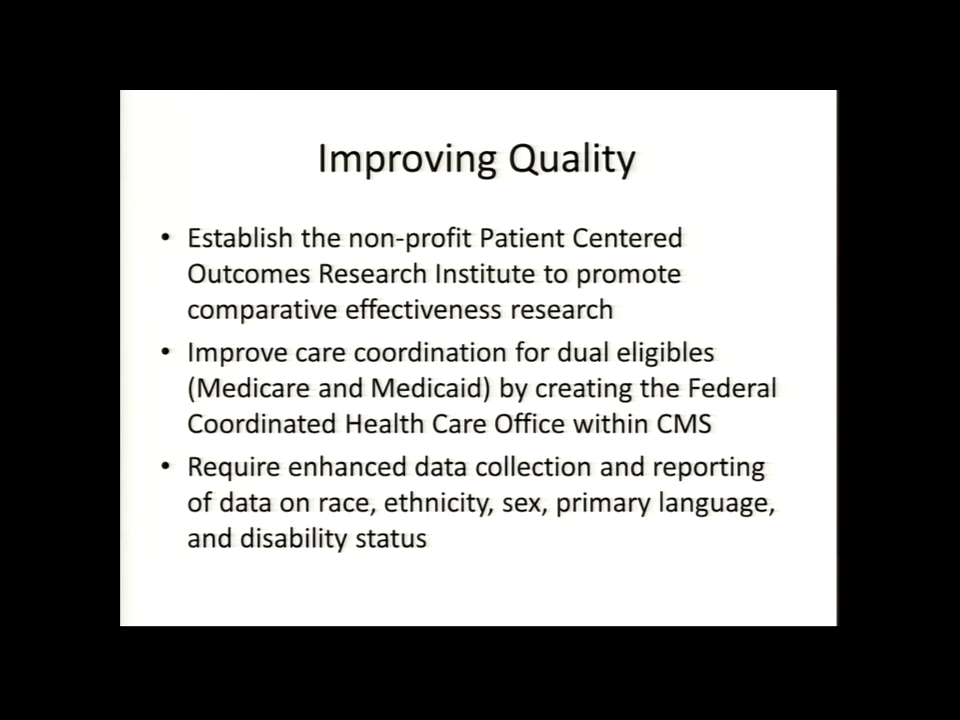 Improving Quality
• Establish the non-profit Patient Centered
Outcomes Research Institute to promote
comparative effectiveness research
• Improve care coordination for dual eligibles
(Medicare and Medicaid) by creating the Federal
Coordinated Health Care Office within CMS
• Require enhanced data collection and reporting
of data on race, ethnicity, sex, primary language,
and disability status